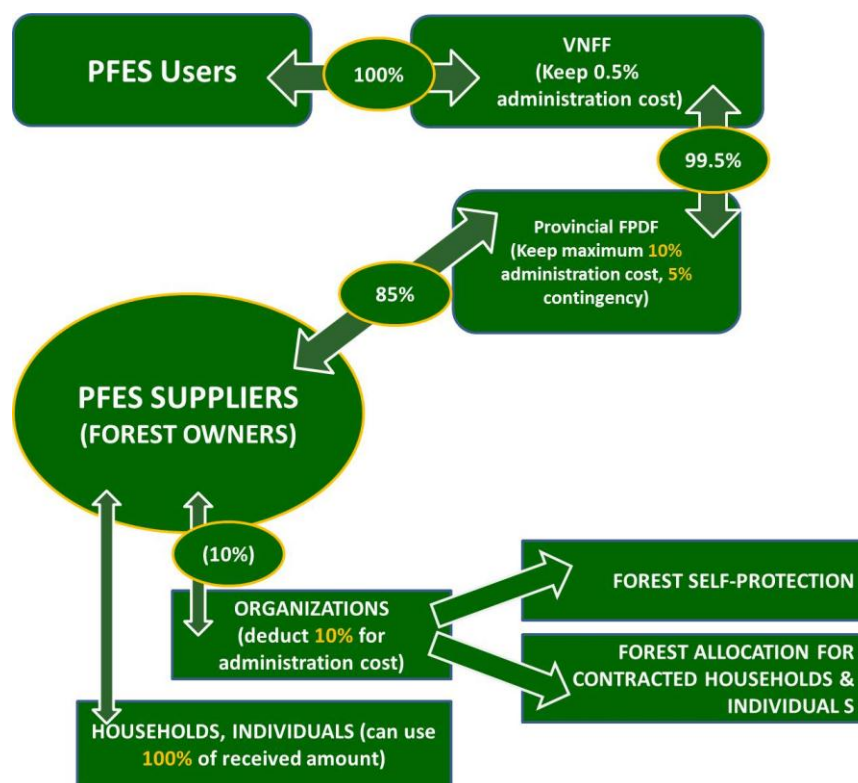 PFES Users
100%
VNFF
(Keep 0.5%
administration cost)
99.5%
Provincial FPDF
(Keep maximum 10%
administration cost, 5%
contingency)
85%
PFES SUPPLIERS
(FOREST OWNERS)
(10%)
ORGANIZATIONS
(deduct 10% for
administration cost)
FOREST SELF-PROTECTION
FOREST ALLOCATION FOR
CONTRACTED HOUSEHOLDS &
INDIVIDUAL S
HOUSEHOLDS, INDIVIDUALS (can use
100% of received amount)